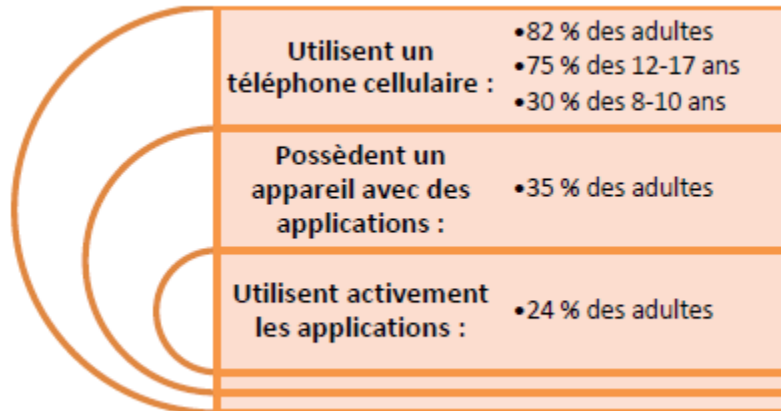 Utilisent un
téléphone cellulaire :
•82 % des adultes
•75 % des 12-17 ans
•30 % des 8-10 ans
Possèdent un
appareil avec des
applications :
•35 % des adultes
Utilisent activement
les applications :
•24 % des adultes